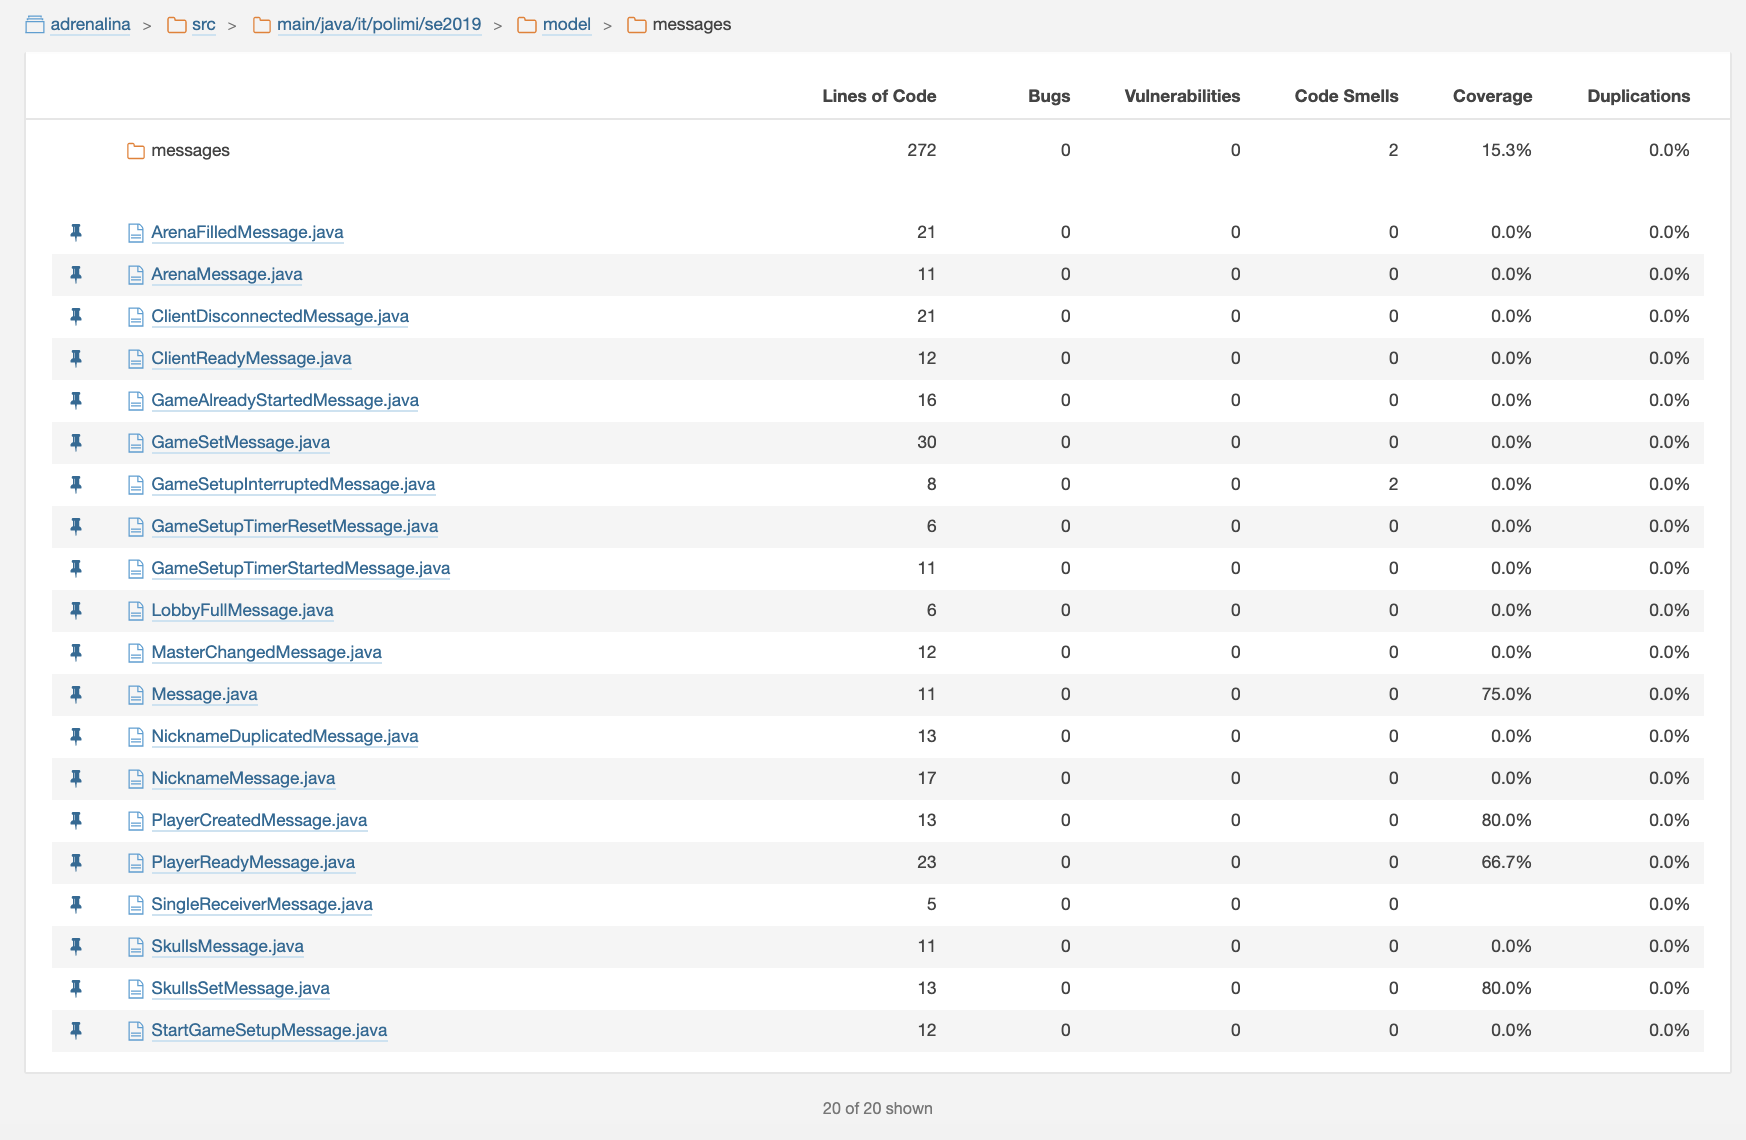 adrenalina > src > main/java/it/polimi/se2019 > model > messages
Lines of Code Bugs Vulnerabilities Code Smells Coverage Duplications
messages 272 0 0 2 15.3% 0.0%
ArenaFilledMessage.java 21 0 0 0 0.0% 0.0%
ArenaMessage.java 11 0 0 0 0.0% 0.0%
ClientDisconnectedMessage.java 21 0 0 0 0.0% 0.0%
ClientReadyMessage.java 12 0 0 0 0.0% 0.0%
GameAlreadyStartedMessage.java 16 0 0 0 0.0% 0.0%
GameSetMessage.java 30 0 0 0 0.0% 0.0%
GameSetupInterruptedMessage.java 8 0 0 2 0.0% 0.0%
GameSetupTimerResetMessage.java 6 0 0 0 0.0% 0.0%
GameSetupTimerStartedMessage.java 11 0 0 0 0.0% 0.0%
LobbyFullMessage.java 6 0 0 0 0.0% 0.0%
MasterChangedMessage.java 12 0 0 0 0.0% 0.0%
Message.java 11 0 0 0 75.0% 0.0%
NicknameDuplicatedMessage.java 13 0 0 0 0.0% 0.0%
NicknameMessage.java 17 0 0 0 0.0% 0.0%
PlayerCreatedMessage.java 13 0 0 0 80.0% 0.0%
PlayerReadyMessage.java 23 0 0 0 66.7% 0.0%
SingleReceiverMessage.java 5 0 0 0 0.0%
SkullsMessage.java 11 0 0 0 0.0% 0.0%
SkullsSetMessage.java 13 0 0 0 80.0% 0.0%
StartGameSetupMessage.java 12 0 0 0 0.0% 0.0%
20 of 20 shown